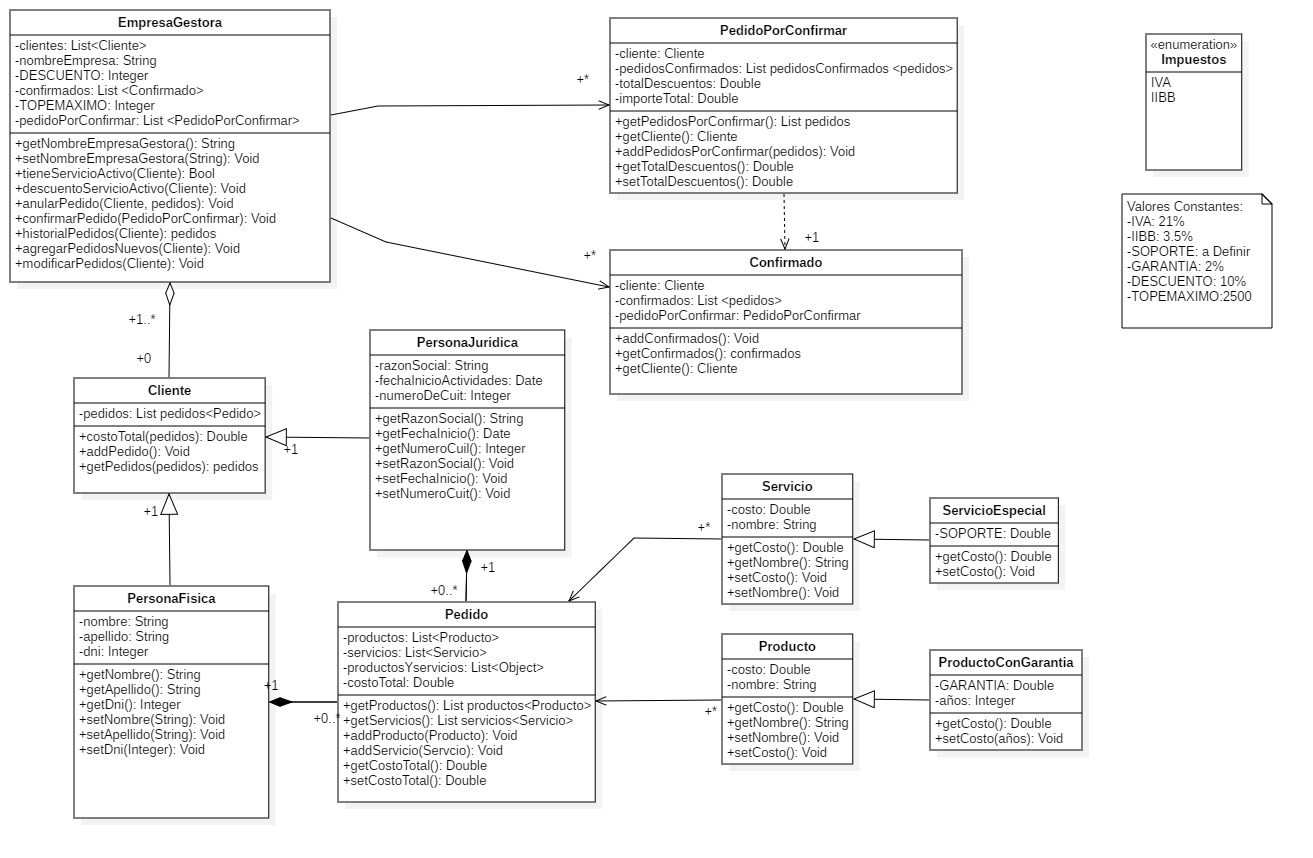 EmpresaGestora
-clientes: List<Cliente>
-nombreEmpresa: String
-DESCUENTO: Integer
-confirmados: List <Confirmado>
-TOPEMAXIMO: Integer
-pedidoPorConfirmar: List <PedidoPorConfirmar>
+getNombreEmpresaGestora(): String
+setNombreEmpresaGestora(String): Void
+tieneServicioActivo(Cliente): Bool
+descuentoServicioActivo(Cliente): Void
+anularPedido(Cliente, pedidos): Void
+confirmarPedido(PedidoPorConfirmar): Void
+historialPedidos(Cliente): pedidos
+agregarPedidosNuevos(Cliente): Void
+modificarPedidos(Cliente): Void
+*
PedidoPorConfirmar
-cliente: Cliente
-pedidosConfirmados: List pedidosConfirmados <pedidos>
-totalDescuentos: Double
-importeTotal: Double
+getPedidosPorConfirmar(): List pedidos
+getCliente(): Cliente
+addPedidosPorConfirmar(pedidos): Void
+getTotalDescuentos(): Double
+setTotalDescuentos(): Double
«enumeration»
Impuestos
IVA
IIBB
Valores Constantes:
-IVA: 21%
-IIBB: 3.5%
-SOPORTE: a Definir
-GARANTIA: 2%
-DESCUENTO: 10%
-TOPEMAXIMO:2500
+1
+*
Confirmado
-cliente: Cliente
-confirmados: List <pedidos>
-pedidoPorConfirmar: PedidoPorConfirmar
+addConfirmados(): Void
+getConfirmados(): confirmados
+getCliente(): Cliente
+1..*
+0
Cliente
-pedidos: List pedidos<Pedido>
+costoTotal(pedidos): Double
+addPedido(): Void
+getPedidos(pedidos): pedidos
+1
+1
PersonaJuridica
-razonSocial: String
-fechaInicioActividades: Date
-numeroDeCuit: Integer
+getRazonSocial(): String
+getFechaInicio(): Date
+getNumeroCuil(): Integer
+setRazonSocial(): Void
+setFechaInicio(): Void
+setNumeroCuit(): Void
+1
+0..*
PersonaFisica
-nombre: String
-apellido: String
-dni: Integer
+getNombre(): String
+getApellido(): String
+getDni(): Integer
+setNombre(String): Void
+setApellido(String): Void
+setDni(Integer): Void
+1
+0..*
Pedido
-productos: List<Producto>
-servicios: List<Servicio>
-productosYservicios: List<Object>
-costoTotal: Double
+getProductos(): List productos<Producto>
+getServicios(): List servicios<Servicio>
+addProducto(Producto): Void
+addServicio(Servcio): Void
+getCostoTotal(): Double
+setCostoTotal(): Double
+*
Servicio
-costo: Double
-nombre: String
+getCosto(): Double
+getNombre(): String
+setCosto(): Void
+setNombre(): Void
ServicioEspecial
-SOPORTE: Double
+getCosto(): Double
+setCosto(): Void
+*
Producto
-costo: Double
-nombre: String
+getCosto(): Double
+getNombre(): String
+setNombre(): Void
+setCosto(): Void
ProductoConGarantia
-GARANTIA: Double
-años: Integer
+getCosto(): Double
+setCosto(años): Void